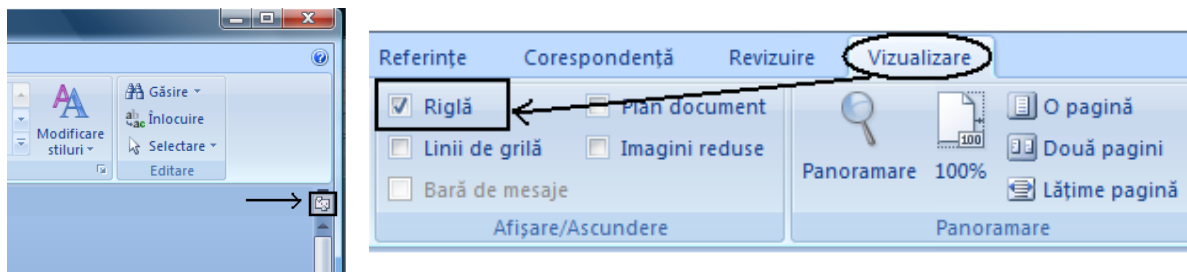 Găsire
Înlocuire
Selectare
Modificare
stiluri
Editare
Referințe Corespondență Revizuire Vizualizare
Riglă Plan document
Linii de grilă Imagini reduse
Bară de mesaje
Afișare/Ascundere
Panoramare
100
100%
O pagină
Două pagini
Lățime pagină
Panoramare